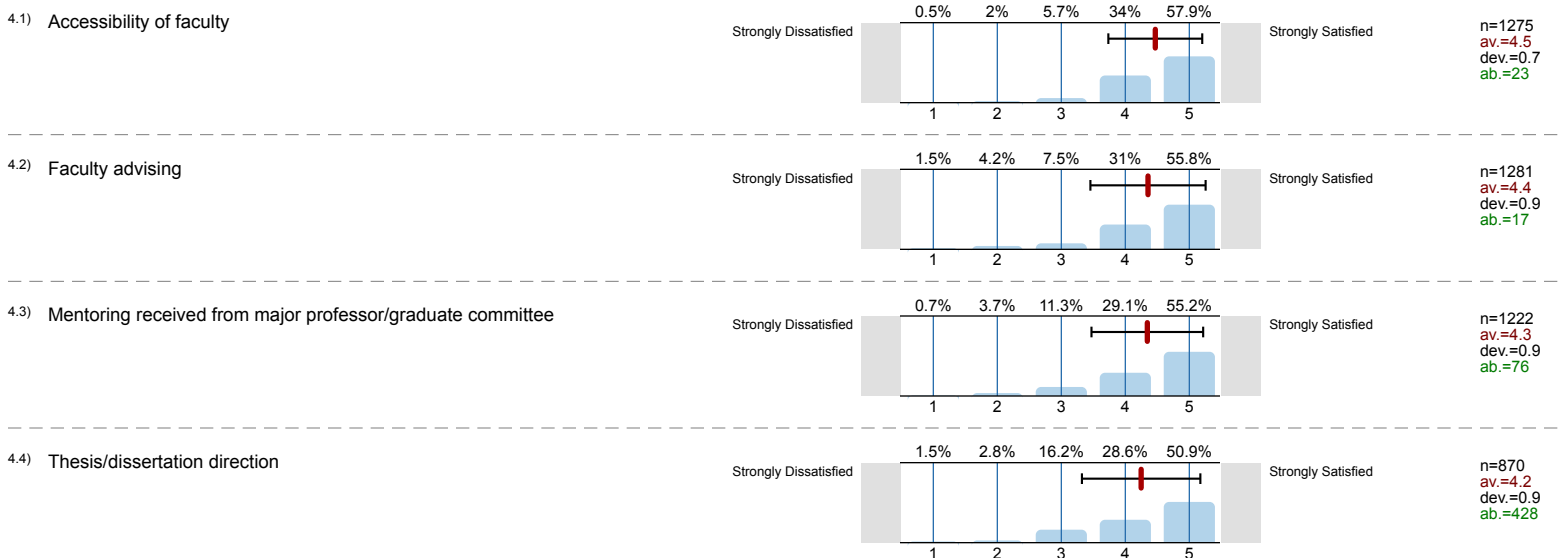 4.1) Accessibility of faculty
Strongly Dissatisfied
0.5% 2% 5.7% 34% 57.9%
1 2 3 4 5
Strongly Satisfied
n=1275
av.=4.5
dev.=0.7
ab.=23
4.2) Faculty advising
Strongly Dissatisfied
1.5% 4.2% 7.5% 31% 55.8%
1 2 3 4 5
Strongly Satisfied
n=1281
av.=4.4
dev.=0.9
ab.=17
4.3) Mentoring received from major professor/graduate committee
Strongly Dissatisfied
0.7% 3.7% 11.3% 29.1% 55.2%
1 2 3 4 5
Strongly Satisfied
n=1222
av.=4.3
dev.=0.9
ab.=76
4.4) Thesis/dissertation direction
Strongly Dissatisfied
1.5% 2.8% 16.2% 28.6% 50.9%
1 2 3 4 5
Strongly Satisfied
n=870
av.=4.2
dev.=0.9
ab.=428